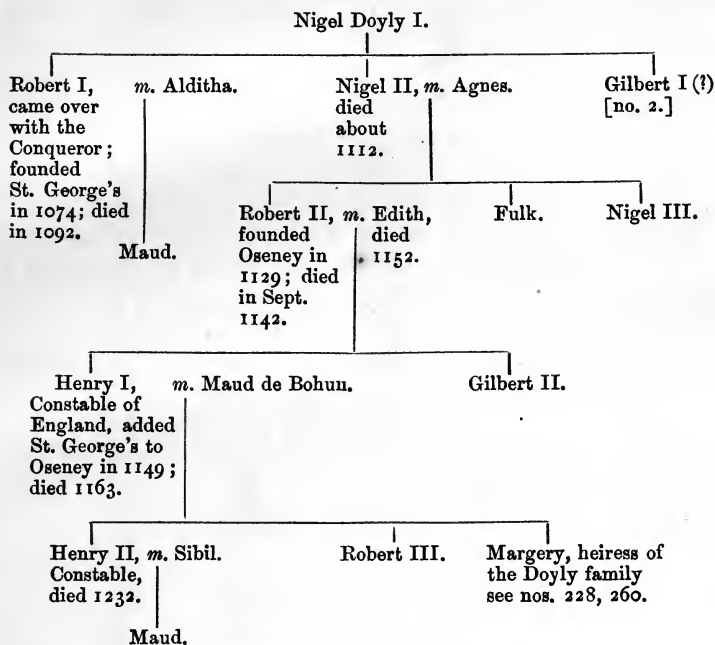 Nigel Doyly I.
Robert I,
came over
with the
Conqueror;
founded
St. George's
in 1074; died
in 1092.
m. Alditha.
Maud.
Nigel II, m. Agnes.
died
about
1112.
Gilbert I (?)
[no. 2.]
Robert II, m. Edith,
founded died
Oseney in 1152.
1129; died
in Sept.
1142.
Fulk.
Nigel III.
Henry I, m. Maud de Bohun.
Constable of
England, added
St. George's to
Oseney in 1149;
died 1163.
Gilbert II.
Henry II, m. Sibil.
Constable,
died 1232.
Maud.
Robert III.
Margery, heiress of
the Doyly family
see nos. 228, 260.